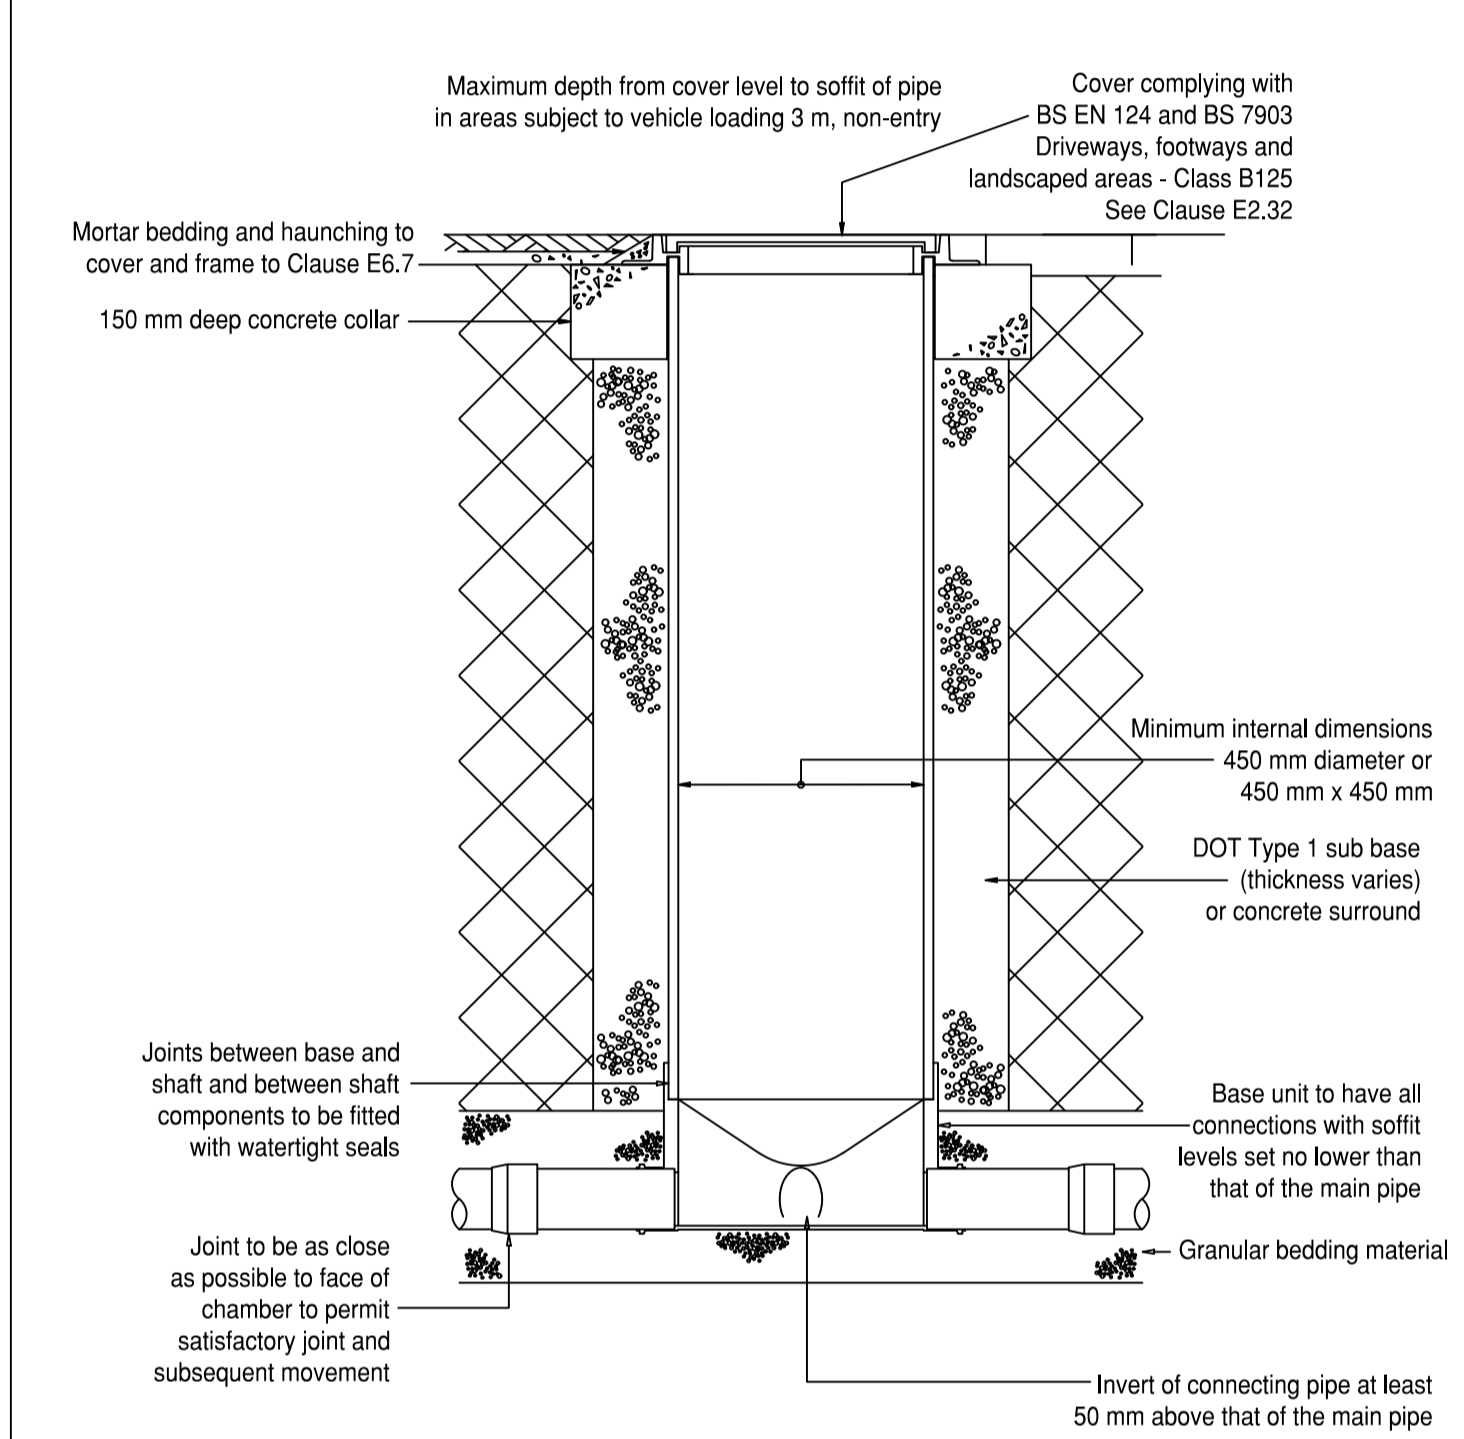 Maximum depth from cover level to soffit of pipe
in areas subject to vehicle loading 3 m, non-entry
Cover complying with
BS EN 124 and BS 7903
Driveways, footways and
landscaped areas - Class B125
See Clause E2.32
Mortar bedding and haunching to
cover and frame to Clause E6.7
150 mm deep concrete collar
Minimum internal dimensions
450 mm diameter or
450 mm x 450 mm
DOT Type 1 sub base
(thickness varies)
or concrete surround
Joints between base and
shaft and between shaft
components to be fitted
with watertight seals
Base unit to have all
connections with soffit
levels set no lower than
that of the main pipe
Joint to be as close
as possible to face of
chamber to permit
satisfactory joint and
subsequent movement
Granular bedding material
Invert of connecting pipe at least
50 mm above that of the main pipe